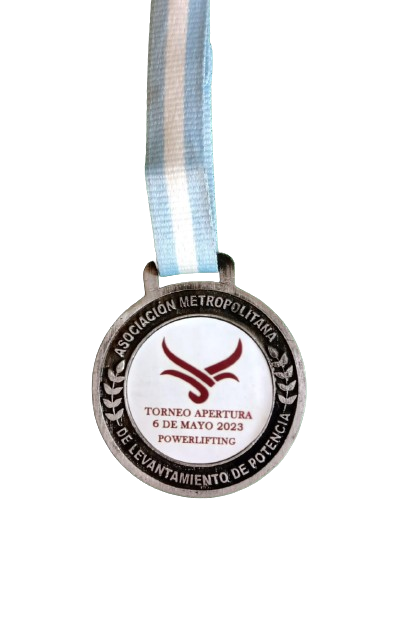 ASOCIACIÓN METROPOLITANA
TORNEO APERTURA
6 DE MAYO 2023
POWERLIFTING
DE LEVANTAMIENTO DE POTENCIA